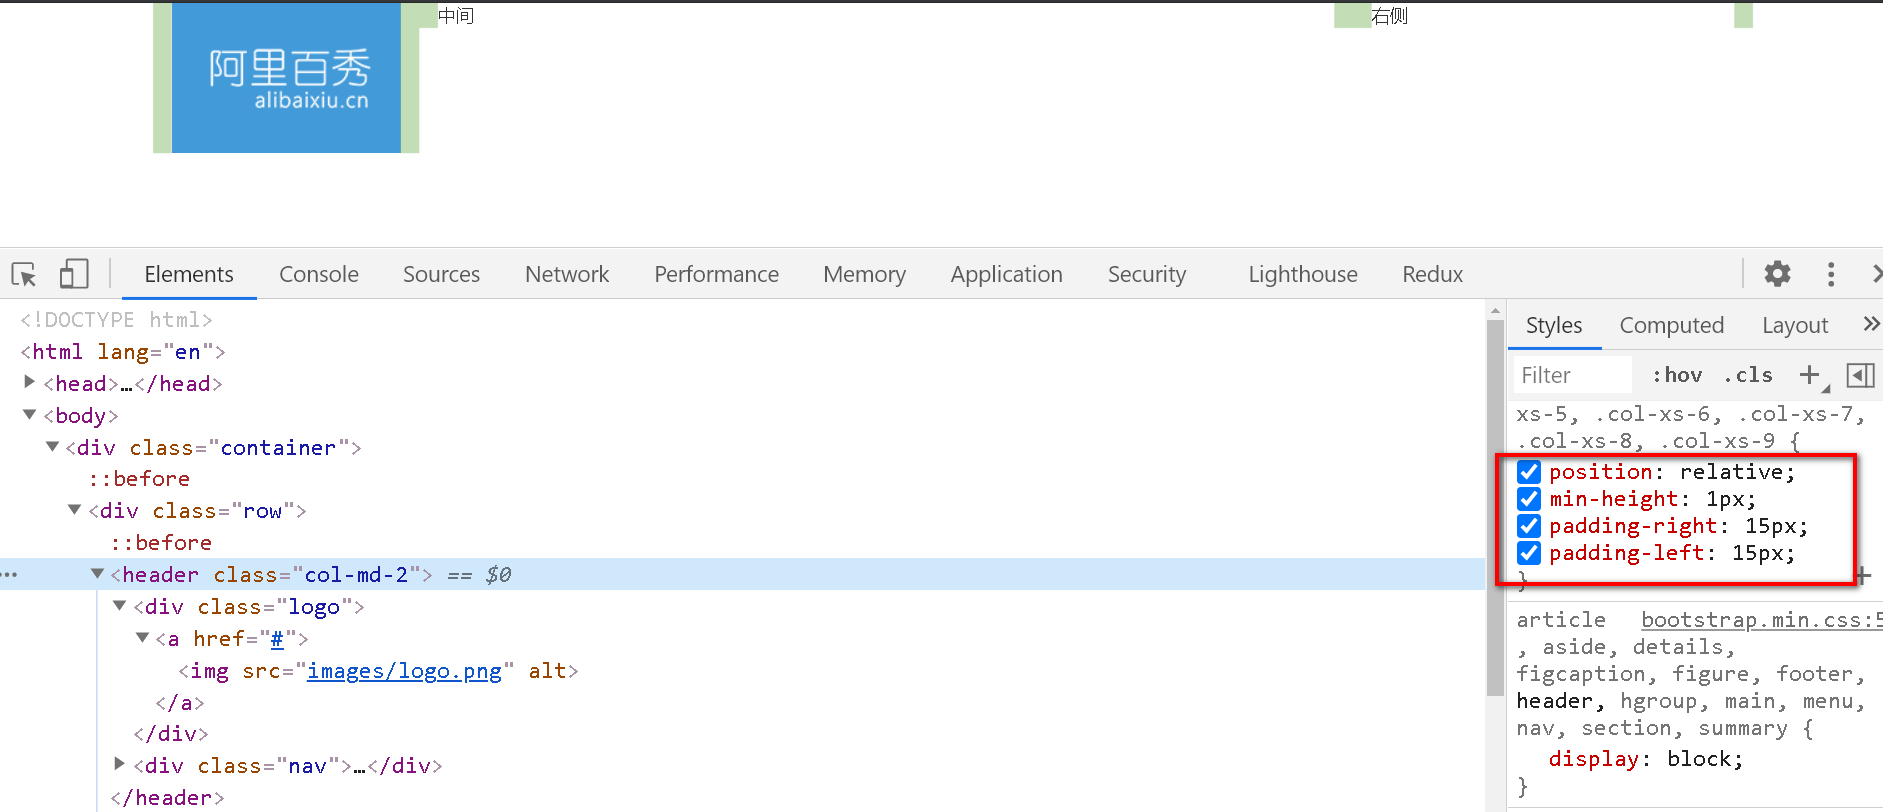 中间
右侧
阿里百秀
alibaixiu.cn
Elements Console Sources Network Performance Memory Application Security Lighthouse Redux
<!DOCTYPE html>
<html lang="en">
<head>…</head>
<body>
<div class="container">
::before
<div class="row">
::before
<header class="col-md-2"> == $0
<div class="logo">
<a href="#">
<img src="images/logo.png" alt>
</a>
</div>
<div class="nav">…</div>
</header>
Styles Computed Layout
Filter :hov .cls
xs-5, .col-xs-6, .col-xs-7,
.col-xs-8, .col-xs-9 {
position: relative;
min-height: 1px;
padding-right: 15px;
padding-left: 15px;
}
article bootstrap.min.css:5
, aside, details,
figcaption, figure, footer,
header, hgroup, main, menu,
nav, section, summary {
display: block;
}